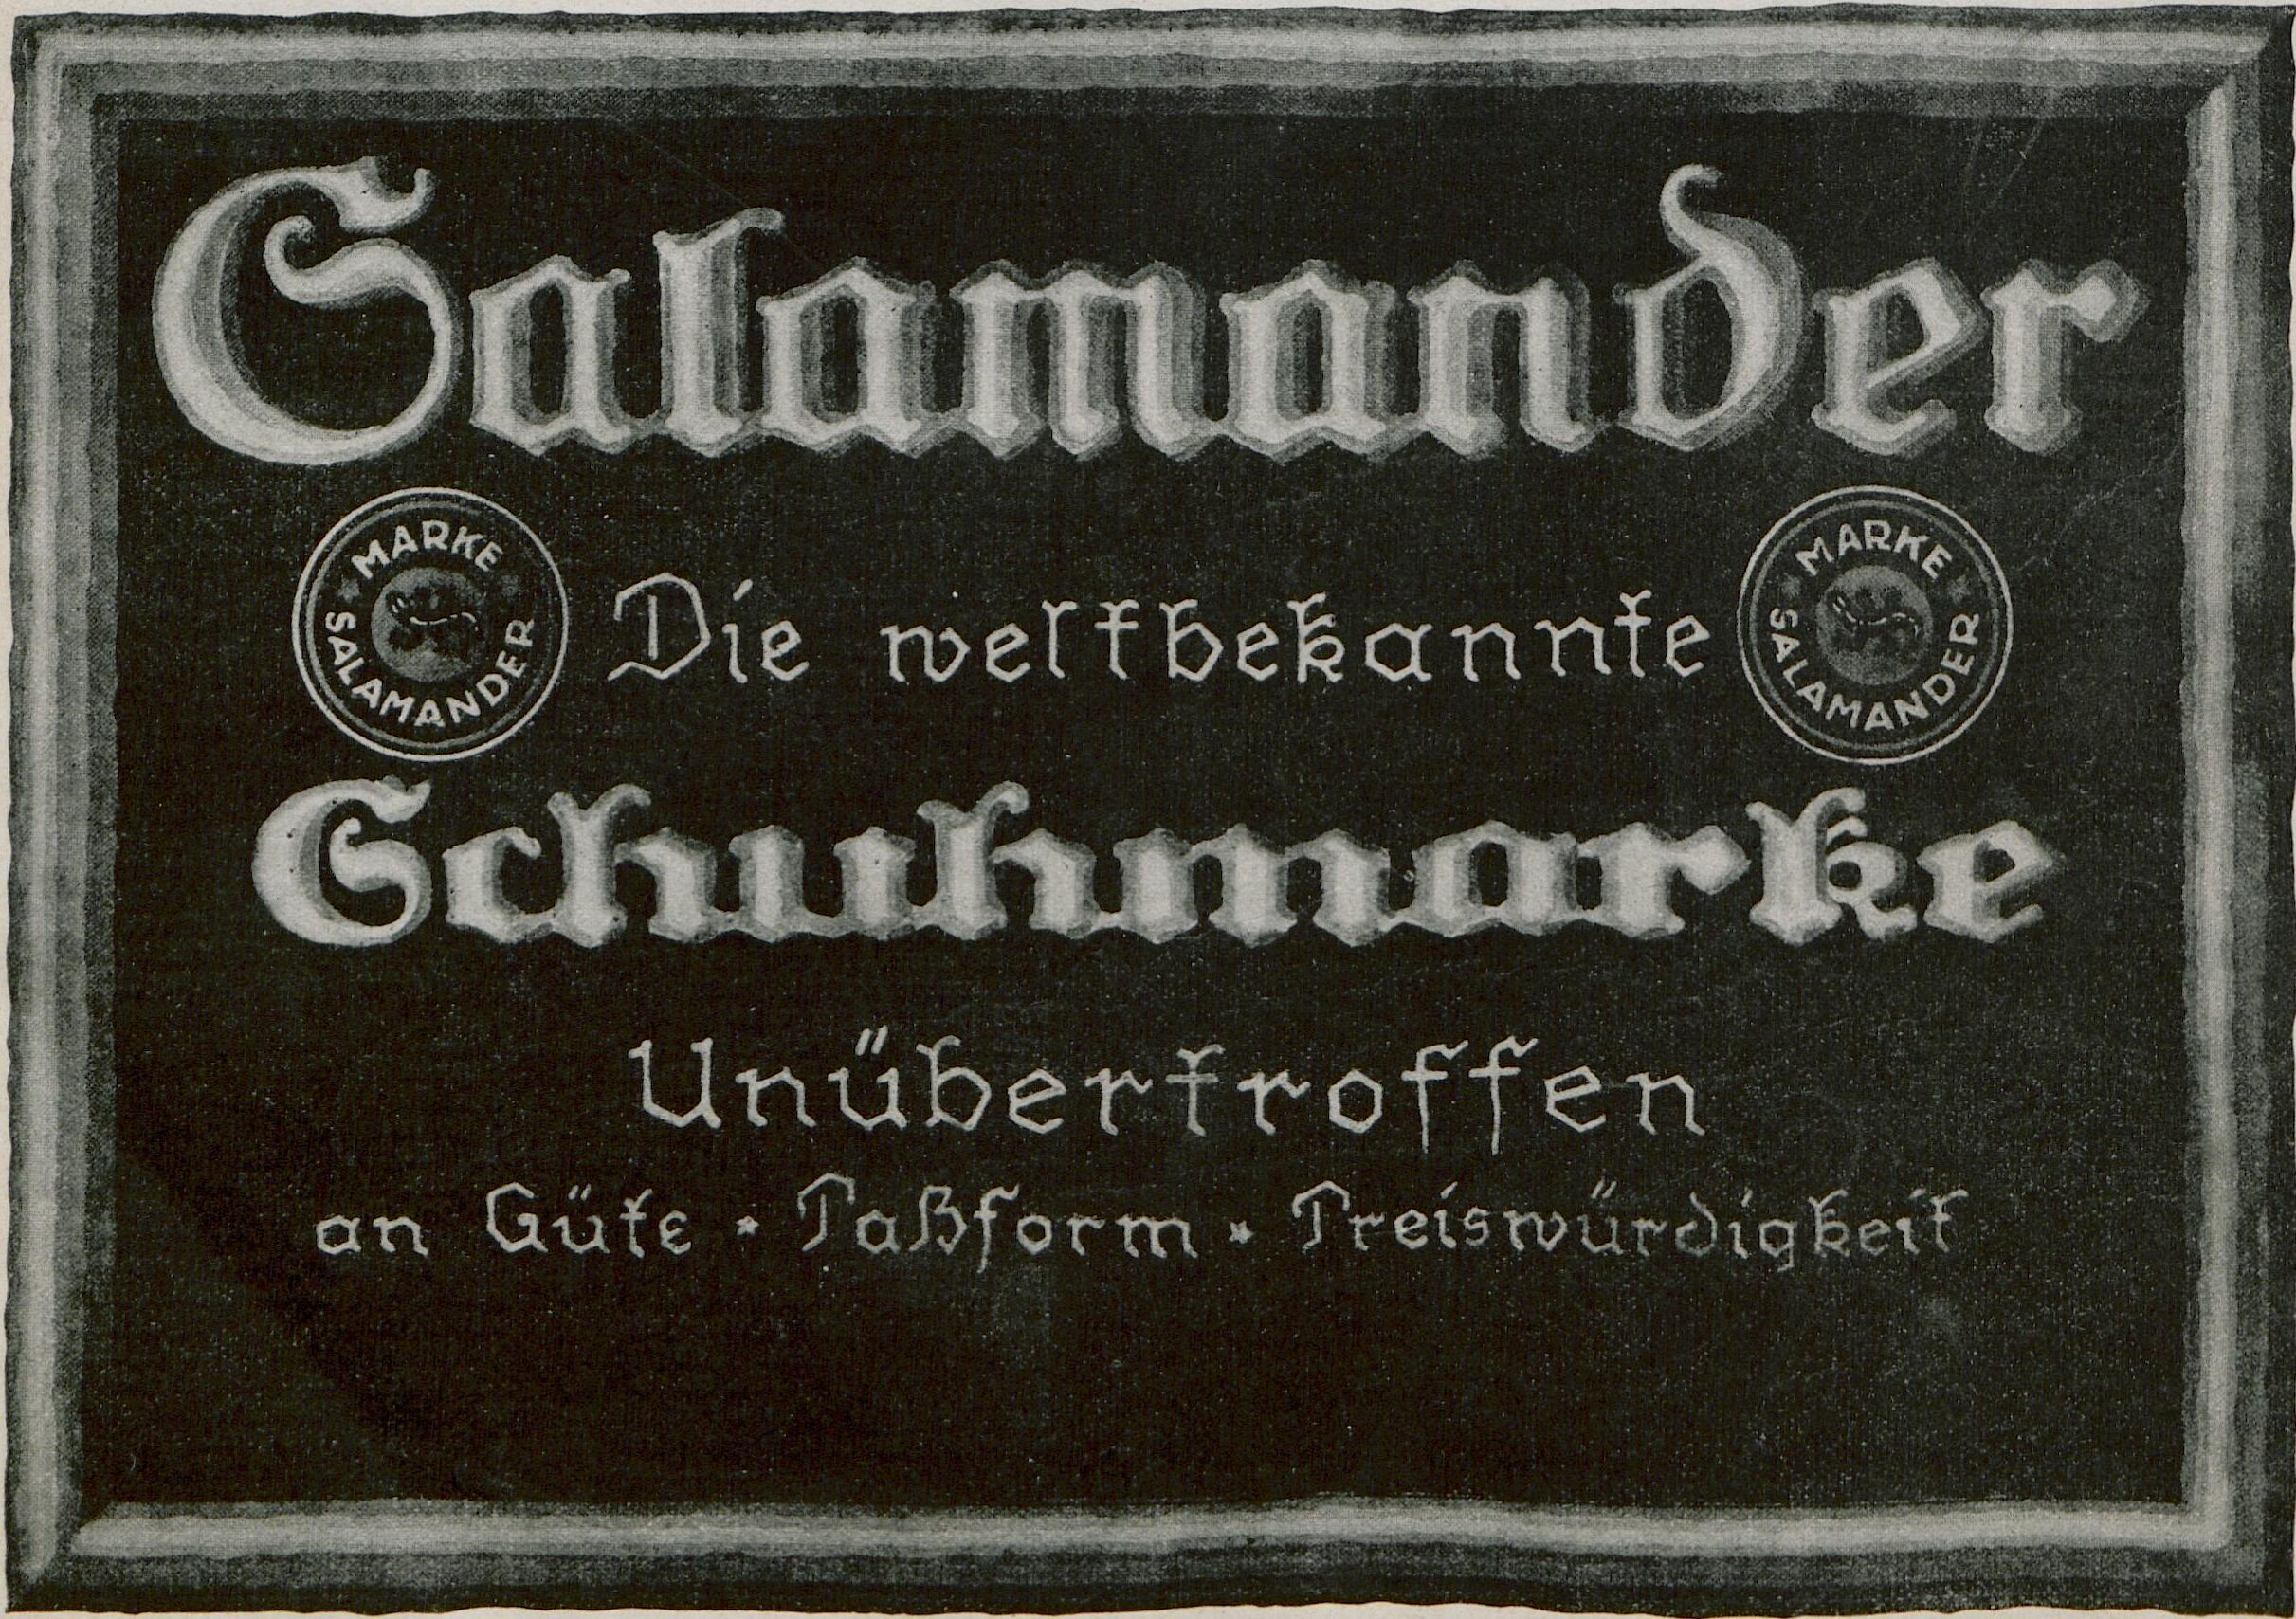 Salamander
MARKE
SALAMANDER
Die weltbekannte
MARKE
SALAMANDER
Schuhmarke
Unübertroffen
an Güte * Paßform * Preiswürdigkeit